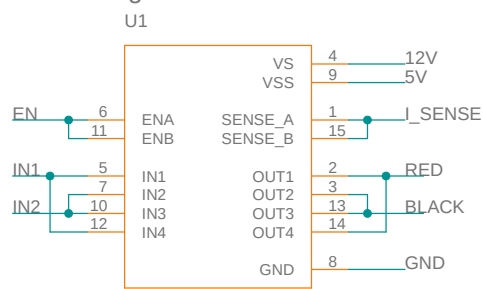 U1
VS 4 12V
VSS 9 5V
EN 6 ENA SENSE_A 1 I_SENSE
11 ENB SENSE_B 15
IN1 5 IN1 OUT1 2 RED
7 IN2 OUT2 3
IN2 10 IN3 OUT3 13 BLACK
12 IN4 OUT4 14
GND 8 GND